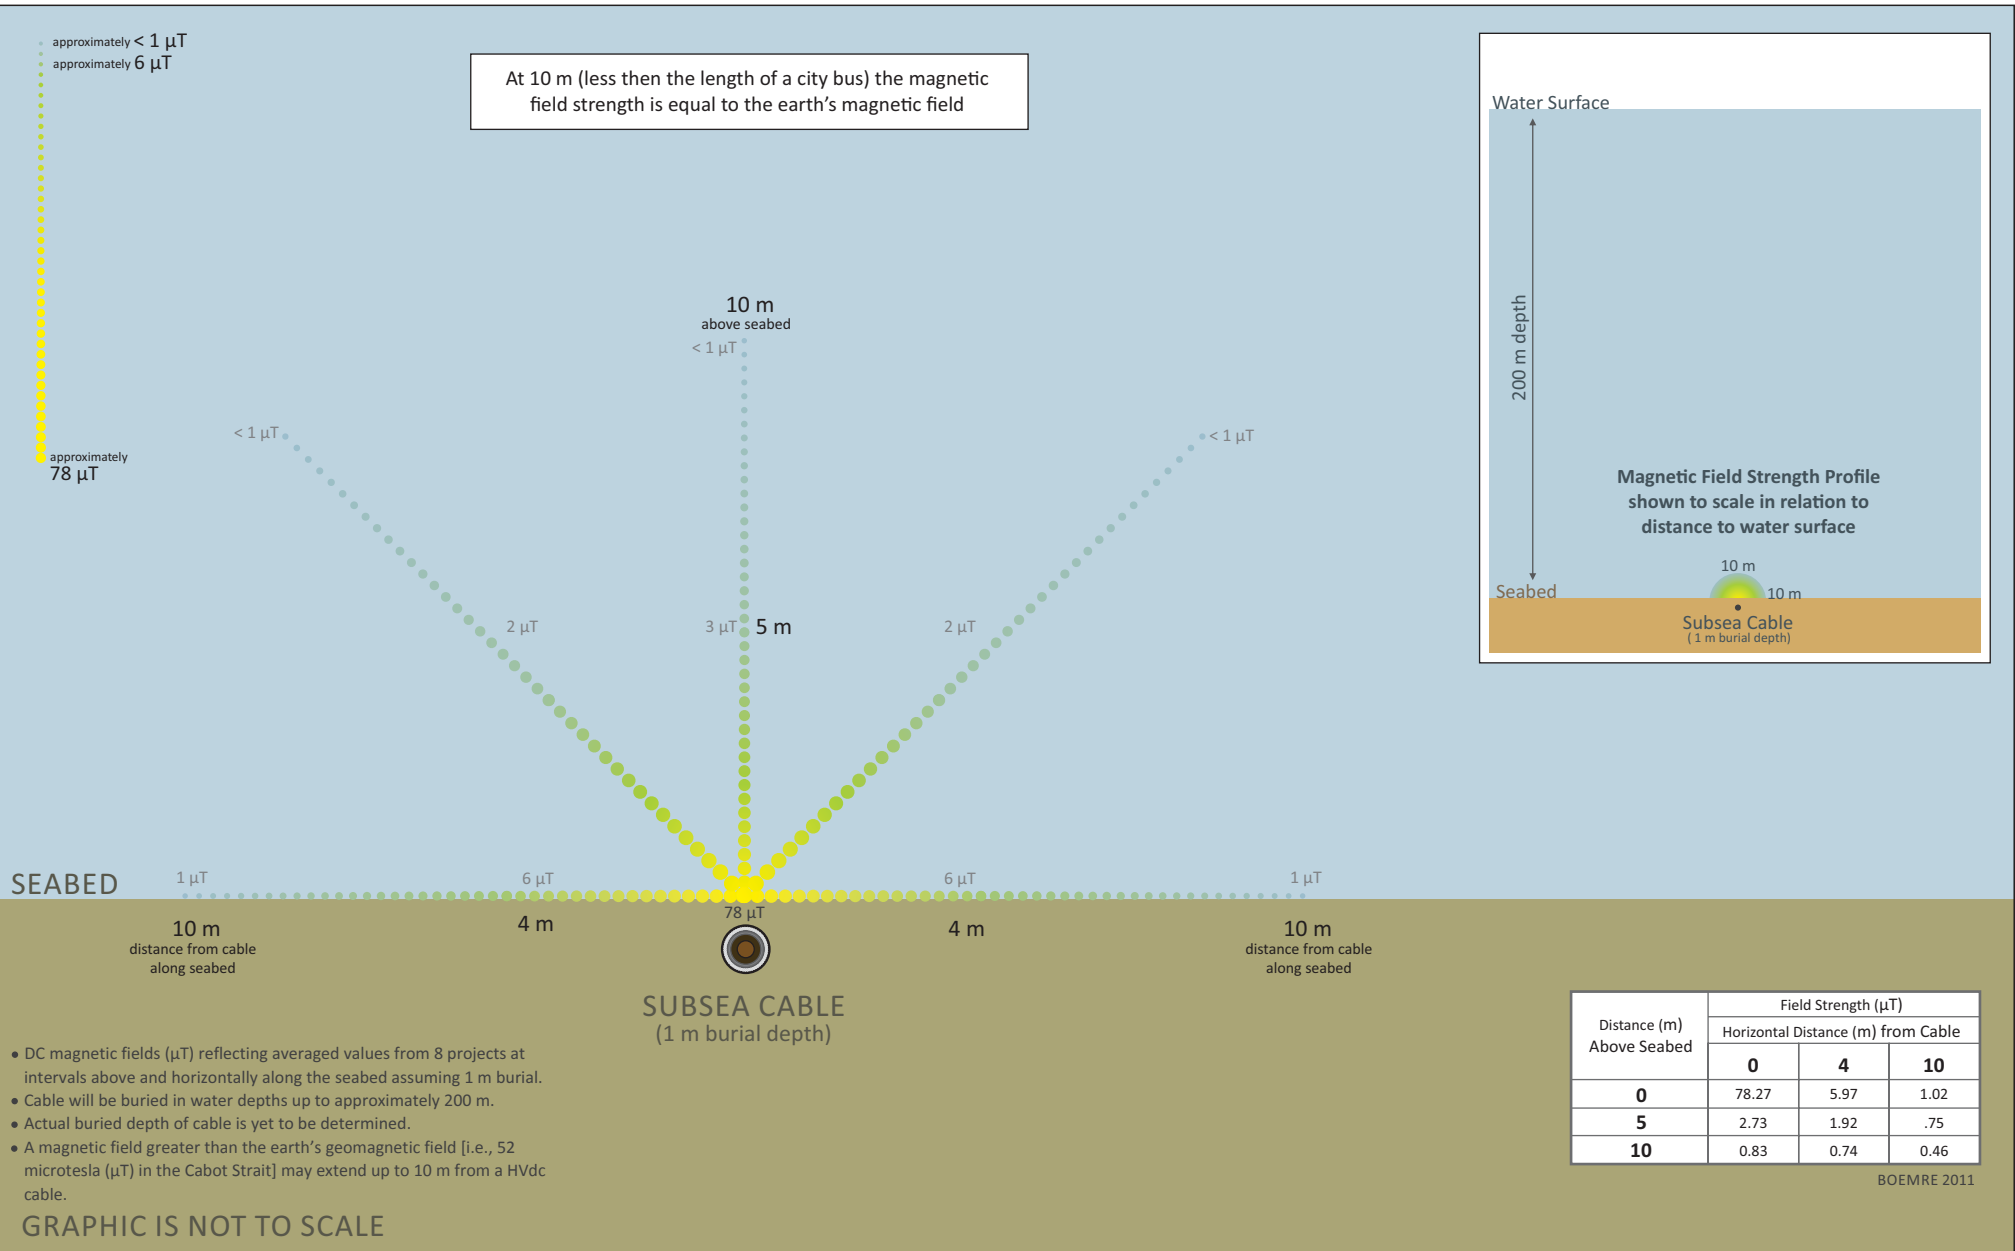 approximately < 1 µT
approximately 6 µT
approximately
78 µT
At 10 m (less then the length of a city bus) the magnetic
field strength is equal to the earth's magnetic field
10 m
above seabed
< 1 µT
< 1 µT
< 1 µT
2 µT
3 µT
5 m
2 µT
SEABED
1 µT
6 µT
6 µT
1 µT
78 µT
10 m
distance from cable
along seabed
4 m
4 m
10 m
distance from cable
along seabed
SUBSEA CABLE
(1 m burial depth)
Water Surface
200 m depth
Magnetic Field Strength Profile
shown to scale in relation to
distance to water surface
10 m
10 m
Seabed
Subsea Cable
( 1 m burial depth)
• DC magnetic fields (µT) reflecting averaged values from 8 projects at
intervals above and horizontally along the seabed assuming 1 m burial.
• Cable will be buried in water depths up to approximately 200 m.
• Actual buried depth of cable is yet to be determined.
• A magnetic field greater than the earth's geomagnetic field [i.e., 52
microtesla (µT) in the Cabot Strait] may extend up to 10 m from a HVdc
cable.
GRAPHIC IS NOT TO SCALE
Distance (m)
Above Seabed
Field Strength (µT)
Horizontal Distance (m) from Cable
0 4 10
0 78.27 5.97 1.02
5 2.73 1.92 .75
10 0.83 0.74 0.46
BOEMRE 2011